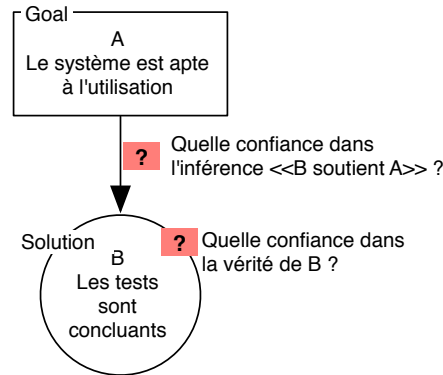 Goal
A
Le système est apte
à l'utilisation
?
Quelle confiance dans
l'inférence <<B soutient A>> ?
Solution
?
Quelle confiance dans
la vérité de B ?
B
Les tests
sont
concluants